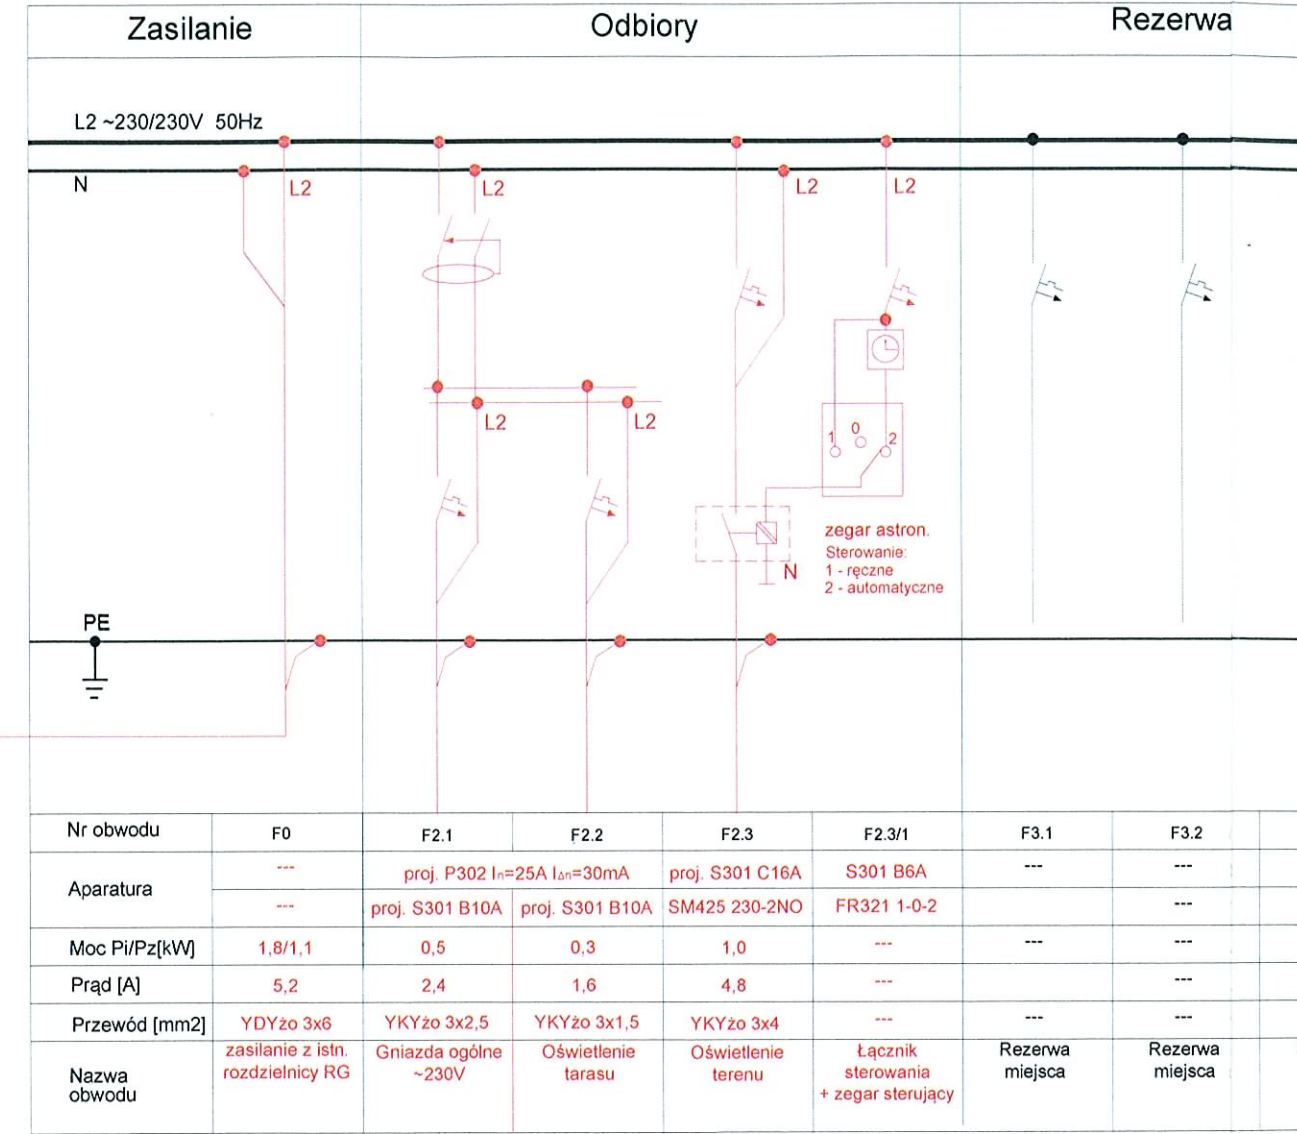 Zasilanie Odbiory Rezerwa
L2 ~230/230V 50Hz
N
L2 L2 L2 L2
L2 L2
1 0 2
zegar astron.
Sterowanie:
1 - ręczne
2 - automatyczne
N
PE
Nr obwodu F0 F2.1 F2.2 F2.3 F2.3/1 F3.1 F3.2
Aparatura
--- proj. P302 In=25A IΔn=30mA proj. S301 C16A S301 B6A --- ---
--- proj. S301 B10A proj. S301 B10A SM425 230-2NO FR321 1-0-2 ---
Moc Pi/Pz[kW] 1,8/1,1 0,5 0,3 1,0 --- --- ---
Prąd [A] 5,2 2,4 1,6 4,8 --- ---
Przewód [mm2] YDYżo 3x6 YKYżo 3x2,5 YKYżo 3x1,5 YKYżo 3x4 --- --- ---
Nazwa
obwodu
zasilanie z istn.
rozdzielnicy RG
Gniazda ogólne
~230V
Oświetlenie
tarasu
Oświetlenie
terenu
Łącznik
sterowania
+ zegar sterujący
Rezerwa
miejsca
Rezerwa
miejsca